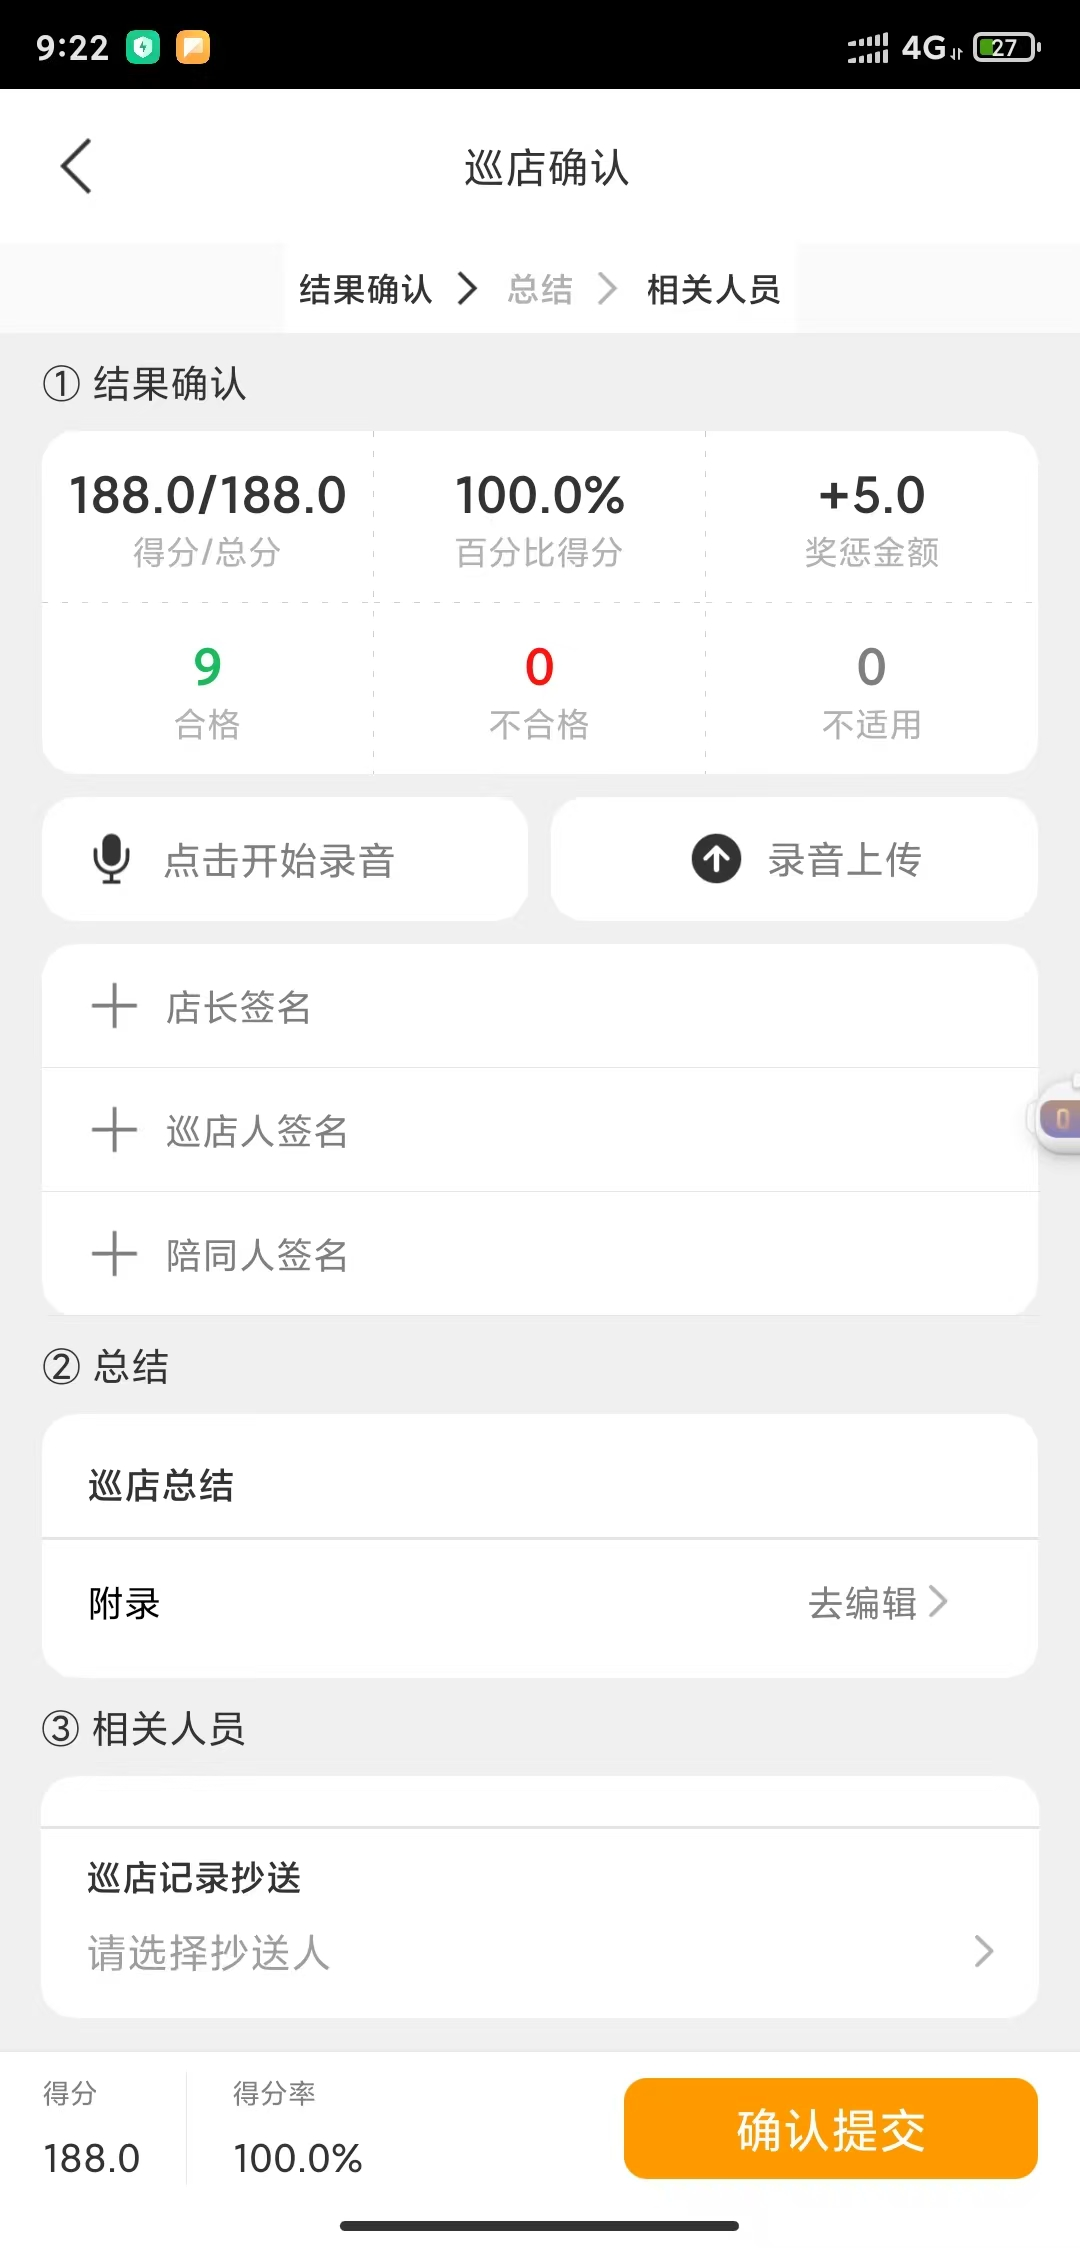 9:22 4G 27
巡店确认
结果确认 总结 相关人员
① 结果确认
188.0/188.0 100.0% +5.0
得分/总分 百分比得分 奖惩金额
9 0 0
合格 不合格 不适用
点击开始录音 录音上传
店长签名
巡店人签名
0
陪同人签名
② 总结
巡店总结
附录 去编辑
③ 相关人员
巡店记录抄送
请选择抄送人
得分 得分率
188.0 100.0%
确认提交